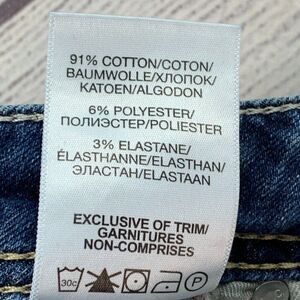 91% COTTON/COTON/
BAUMWOLLE/ХЛОПОК/
KATOEN/ALGODON
6% POLYESTER/
ПОЛИЭСТЕР/POLIESTER
3% ELASTANE/
ÉLASTHANNE/ELASTHAN/
ЭЛАСТАН/ELASTAAN
EXCLUSIVE OF TRIM/
GARNITURES
NON-COMPRISES
30c P